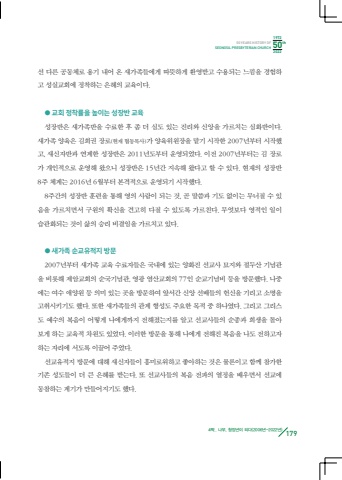 1972
50 YEARS HISTORY OF
SEONGSIL PRESBYTERIAN CHURCH
50th
2022
선 다른 공동체로 옮기 내어 온 새가족들에게 따뜻하게 환영받고 수용되는 느낌을 경험하
고 성실교회에 정착하는 은혜의 교육이다.
● 교회 정착률을 높이는 성장반 교육
성장반은 새가족반을 수료한 후 좀 더 심도 있는 진리와 신앙을 가르치는 심화반이다.
새가족 양육은 김희권 장로(현재 협동목사)가 양육위원장을 맡기 시작한 2007년부터 시작했
고, 새신자반과 연계한 성장반은 2011년도부터 운영되었다. 이전 2007년부터는 김 장로
가 개인적으로 운영해 왔으니 성장반은 15년간 지속해 왔다고 할 수 있다. 현재의 성장반
8주 체계는 2016년 6월부터 본격적으로 운영되기 시작했다.
8주간의 성장반 훈련을 통해 영의 사람이 되는 것, 곧 말씀과 기도 없이는 무너질 수 있
음을 가르치면서 구원의 확신을 견고히 다질 수 있도록 가르친다. 무엇보다 영적인 일이
습관화되는 것이 삶의 승리 비결임을 가르치고 있다.
● 새가족 순교유적지 방문
2007년부터 새가족 교육 수료자들은 국내에 있는 양화진 선교사 묘지와 절두산 기념관
을 비롯해 제암교회의 순국기념관, 영광 염산교회의 77인 순교기념비 등을 방문했다. 나중
에는 여수 애양원 등 의미 있는 곳을 방문하여 앞서간 신앙 선배들의 헌신을 기리고 소명을
고취시키기도 했다. 또한 새가족들의 관계 형성도 주요한 목적 중 하나였다. 그리고 그리스
도 예수의 복음이 어떻게 나에게까지 전해졌는지를 알고 선교사들의 순종과 희생을 돌아
보게 하는 교육적 차원도 있었다. 이러한 방문을 통해 나에게 전해진 복음을 나도 전하고자
하는 자리에 서도록 이끌어 주었다.
선교유적지 방문에 대해 새신자들이 흥미로워하고 좋아하는 것은 물론이고 함께 참가한
기존 성도들이 더 큰 은혜를 받는다. 또 선교사들의 복음 전파의 열정을 배우면서 선교에
동참하는 계기가 만들어지기도 했다.
179